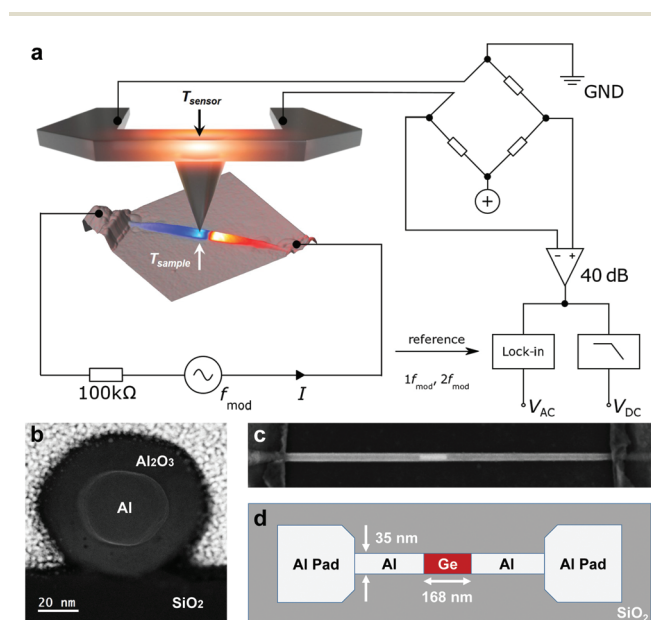 a
T_sensor
GND
+
T_sample
− +
40 dB
reference
Lock-in
1f_mod, 2f_mod
100kΩ
f_mod
I
V_AC
V_DC
b
Al₂O₃
Al
20 nm
SiO₂
c
d
35 nm
Al Pad
Al
Ge
Al
Al Pad
168 nm
SiO₂